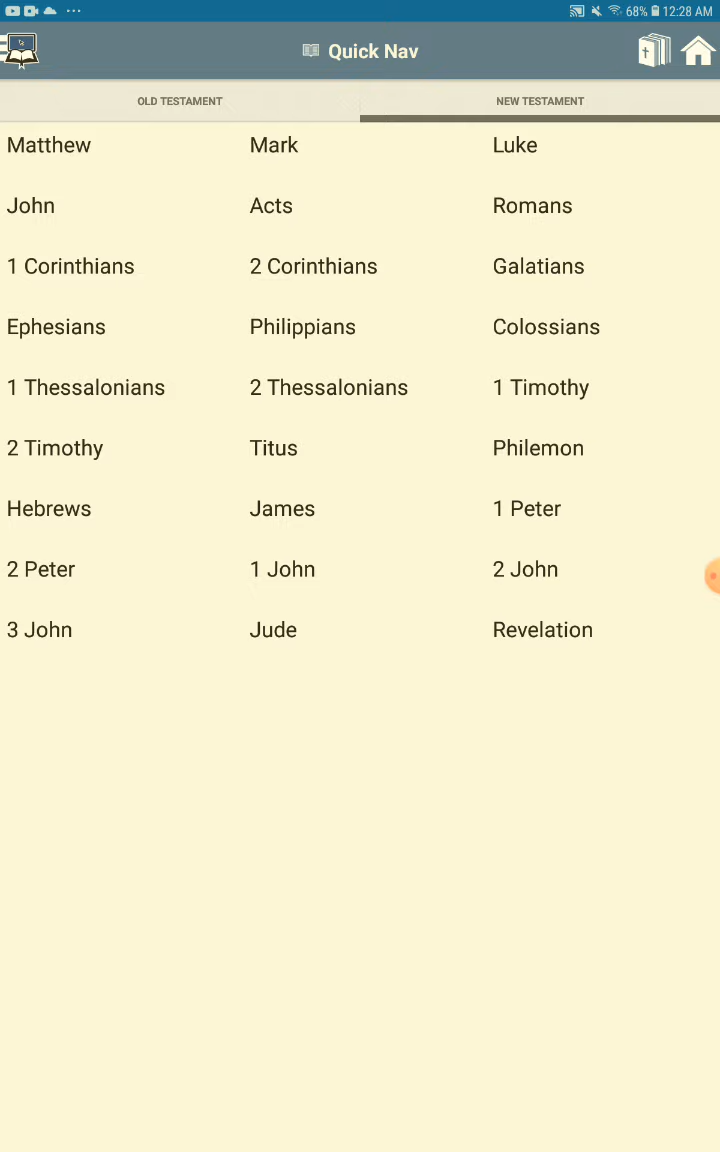 68% 12:28 AM
Quick Nav
OLD TESTAMENT NEW TESTAMENT
Matthew Mark Luke
John Acts Romans
1 Corinthians 2 Corinthians Galatians
Ephesians Philippians Colossians
1 Thessalonians 2 Thessalonians 1 Timothy
2 Timothy Titus Philemon
Hebrews James 1 Peter
2 Peter 1 John 2 John
3 John Jude Revelation